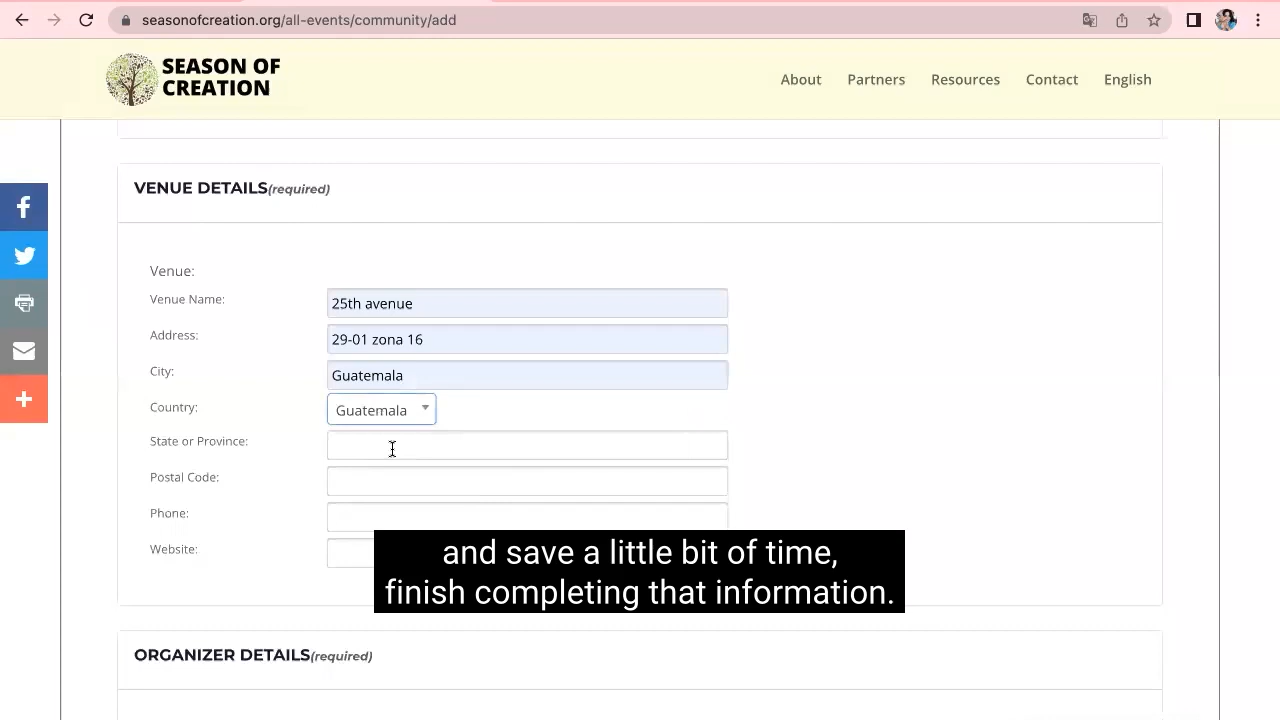 seasonofcreation.org/all-events/community/add
SEASON OF
CREATION
About
Partners
Resources
Contact
English
VENUE DETAILS(required)
Venue:
Venue Name:
25th avenue
Address:
29-01 zona 16
City:
Guatemala
Country:
Guatemala
State or Province:
Postal Code:
Phone:
Website:
and save a little bit of time,
finish completing that information.
ORGANIZER DETAILS(required)